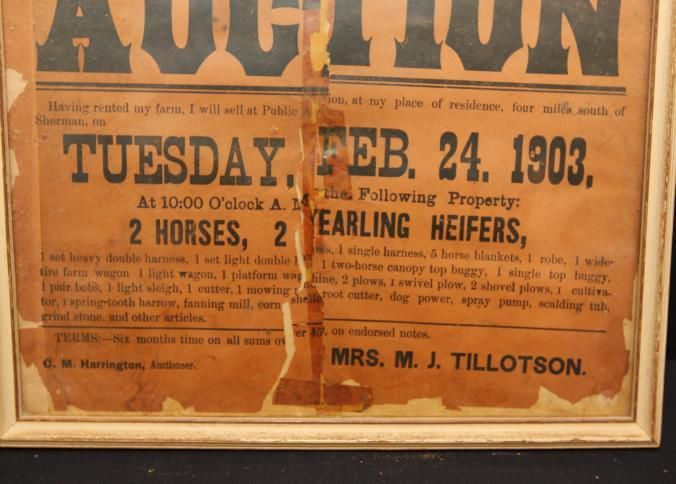 AUCTION
Having rented my farm, I will sell at Public ion, at my place of residence, four miles south of
Sherman, on
TUESDAY, FEB. 24. 1903,
At 10:00 O'clock A. M the Following Property:
2 HORSES, 2 YEARLING HEIFERS,
1 set heavy double harness, 1 set light double ess, 1 single harness, 5 horse blankets, 1 robe, 1 wide-
tire farm wagon 1 light wagon, 1 platform wag 1 two-horse canopy top buggy, 1 single top buggy,
1 pair bobs, 1 light sleigh, 1 cutter, 1 mowing ine, 2 plows, 1 swivel plow, 2 shovel plows, 1 cultiva-
tor, 1 spring-tooth harrow, fanning mill, corn shelle root cutter, dog power, spray pump, scalding tub,
grind stone, and other articles.
TERMS:—Six months time on all sums over $5, on endorsed notes.
C. M. Harrington, Auctioneer.
MRS. M. J. TILLOTSON.